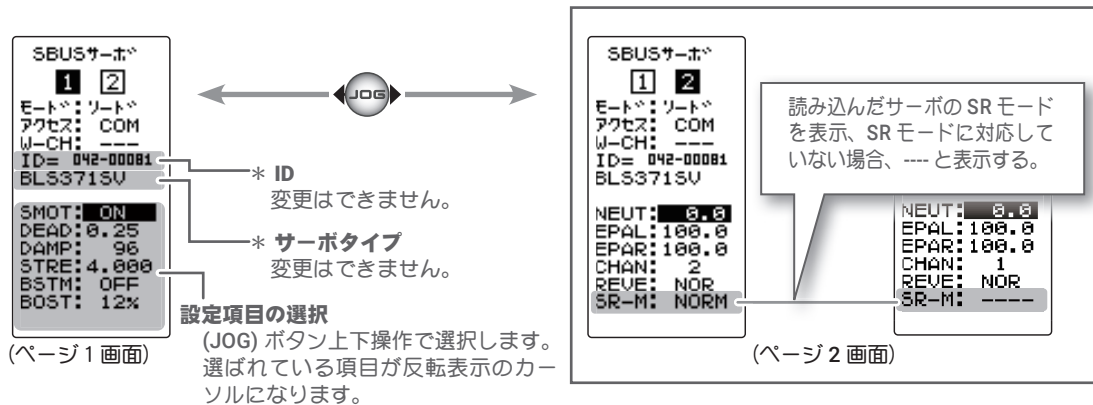 SBUSサーボ
1 2
モード:リード
アクセス: COM
W-CH: ---
ID= 042-00081
BLS371SV
SMOT: ON
DEAD:0.25
DAMP: 96
STRE:4.000
BSTM: OFF
BOST: 12%
(ページ 1 画面)
JOG
＊ ID
変更はできません。
＊ サーボタイプ
変更はできません。
設定項目の選択
(JOG) ボタン上下操作で選択します。
選ばれている項目が反転表示のカー
ソルになります。
SBUSサーボ
1 2
モード:リード
アクセス: COM
W-CH: ---
ID= 042-00081
BLS371SV
NEUT: 0.0
EPAL:100.0
EPAR:100.0
CHAN: 2
REVE: NOR
SR-M: NORM
読み込んだサーボの SR モード
を表示、SR モードに対応して
いない場合、---- と表示する。
NEUT: 0.0
EPAL:100.0
EPAR:100.0
CHAN: 1
REVE: NOR
SR-M: ----
(ページ 2 画面)